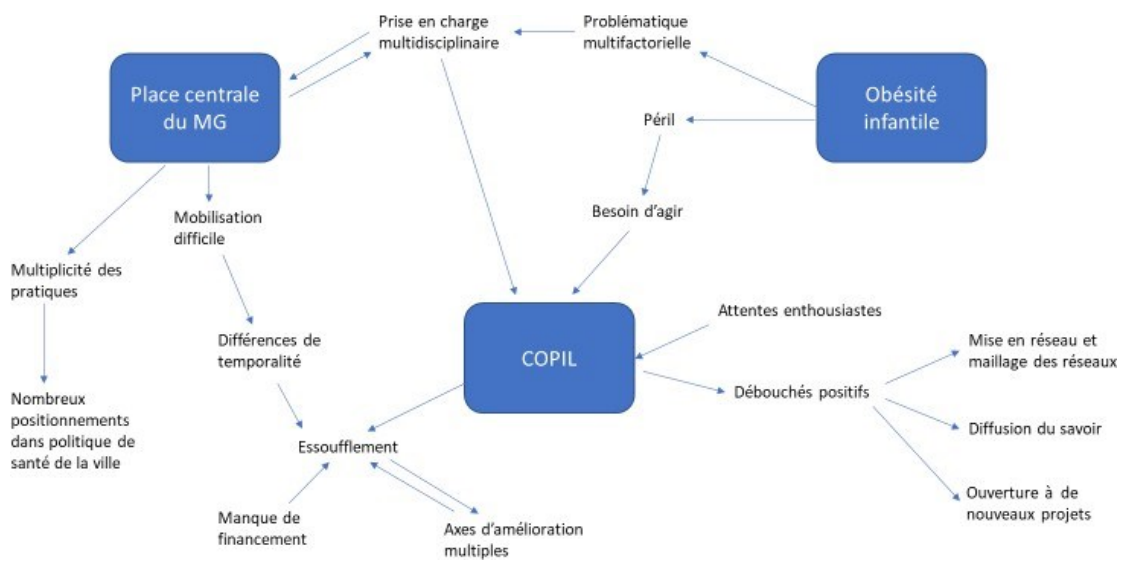 Prise en charge
multidisciplinaire
Problématique
multifactorielle
Place centrale
du MG
Obésité
infantile
Péril
Besoin d'agir
Mobilisation
difficile
Multiplicité des
pratiques
Différences de
temporalité
COPIL
Attentes enthousiastes
Mise en réseau et
maillage des réseaux
Débouchés positifs
Nombreux
positionnements
dans politique de
santé de la ville
Essoufflement
Diffusion du savoir
Manque de
financement
Axes d'amélioration
multiples
Ouverture à de
nouveaux projets